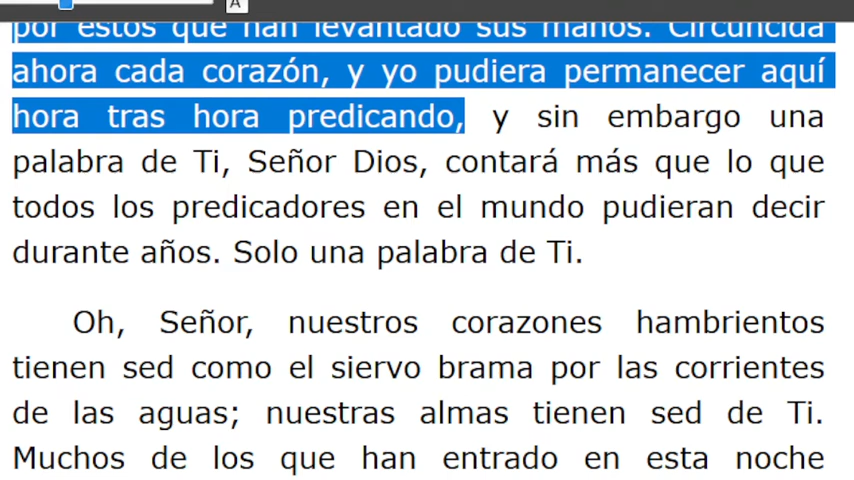 A
por estos que han levantado sus manos. Circuncida
ahora cada corazón, y yo pudiera permanecer aquí
hora tras hora predicando, y sin embargo una
palabra de Ti, Señor Dios, contará más que lo que
todos los predicadores en el mundo pudieran decir
durante años. Solo una palabra de Ti.
Oh, Señor, nuestros corazones hambrientos
tienen sed como el siervo brama por las corrientes
de las aguas; nuestras almas tienen sed de Ti.
Muchos de los que han entrado en esta noche